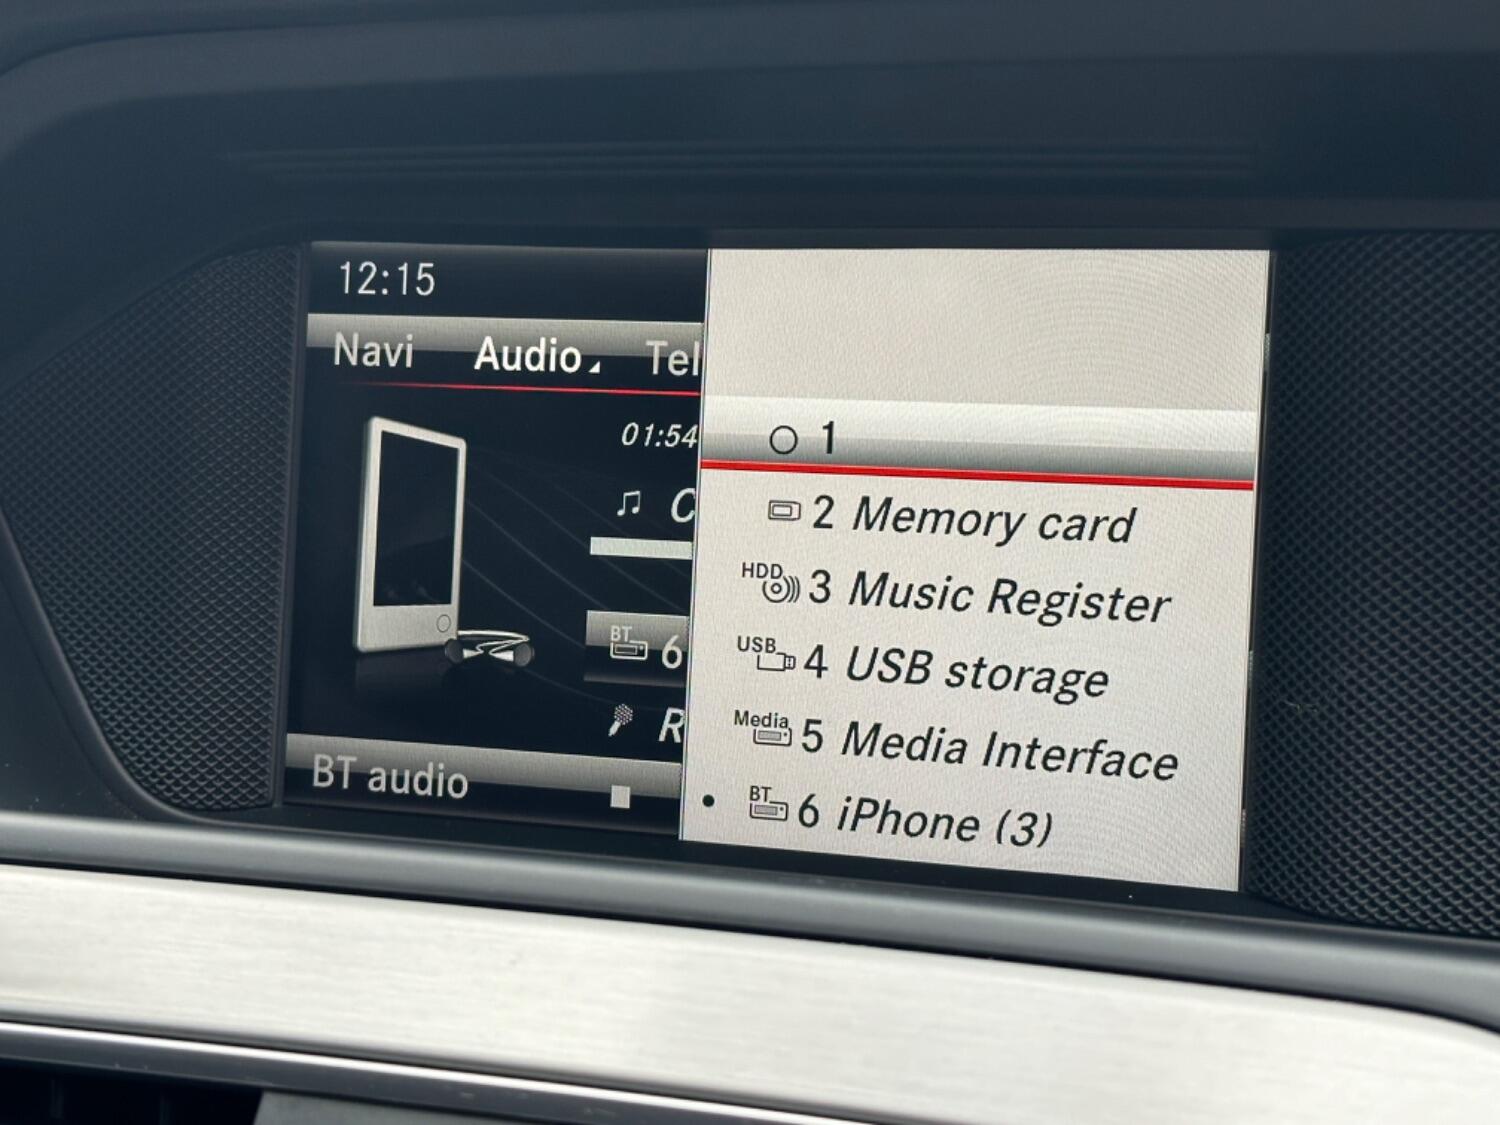 12:15
Navi Audio Tel
01:54
C
BT 6
R
BT audio
1
2 Memory card
HDD 3 Music Register
USB 4 USB storage
Media 5 Media Interface
• BT 6 iPhone (3)